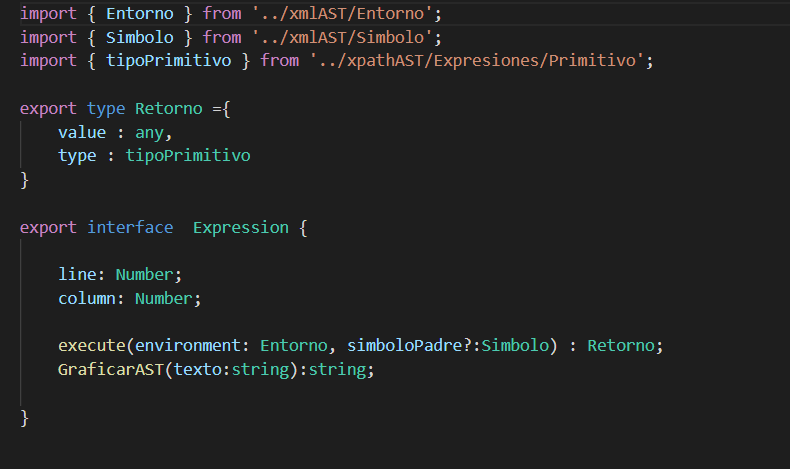 import { Entorno } from '../xmlAST/Entorno';
import { Simbolo } from '../xmlAST/Simbolo';
import { tipoPrimitivo } from '../xpathAST/Expresiones/Primitivo';
export type Retorno ={
value : any,
type : tipoPrimitivo
}
export interface  Expression {
line: Number;
column: Number;
execute(environment: Entorno, simboloPadre?:Simbolo) : Retorno;
GraficarAST(texto:string):string;
}